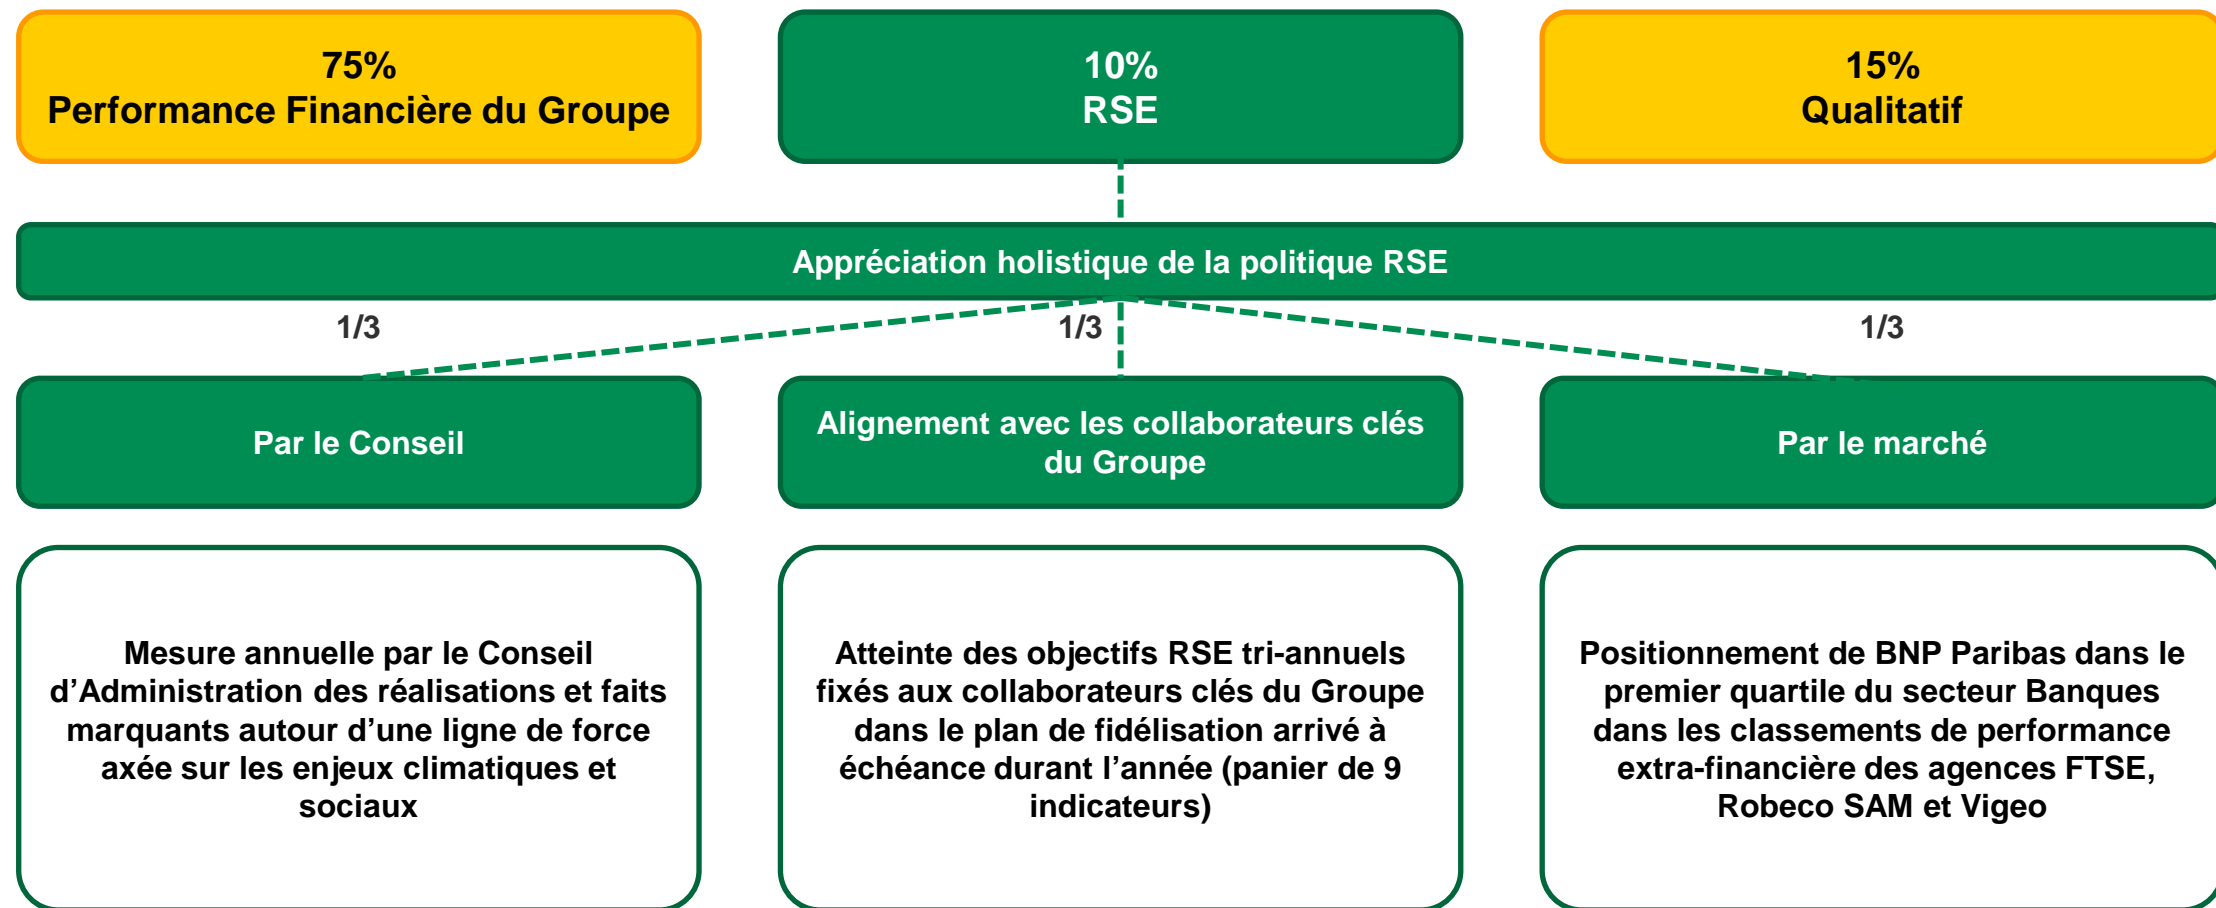 75%
Performance Financière du Groupe
10%
RSE
15%
Qualitatif
Appréciation holistique de la politique RSE
1/3
1/3
1/3
Par le Conseil
Alignement avec les collaborateurs clés
du Groupe
Par le marché
Mesure annuelle par le Conseil
d’Administration des réalisations et faits
marquants autour d’une ligne de force
axée sur les enjeux climatiques et
sociaux
Atteinte des objectifs RSE tri-annuels
fixés aux collaborateurs clés du Groupe
dans le plan de fidélisation arrivé à
échéance durant l’année (panier de 9
indicateurs)
Positionnement de BNP Paribas dans le
premier quartile du secteur Banques
dans les classements de performance
extra-financière des agences FTSE,
Robeco SAM et Vigeo